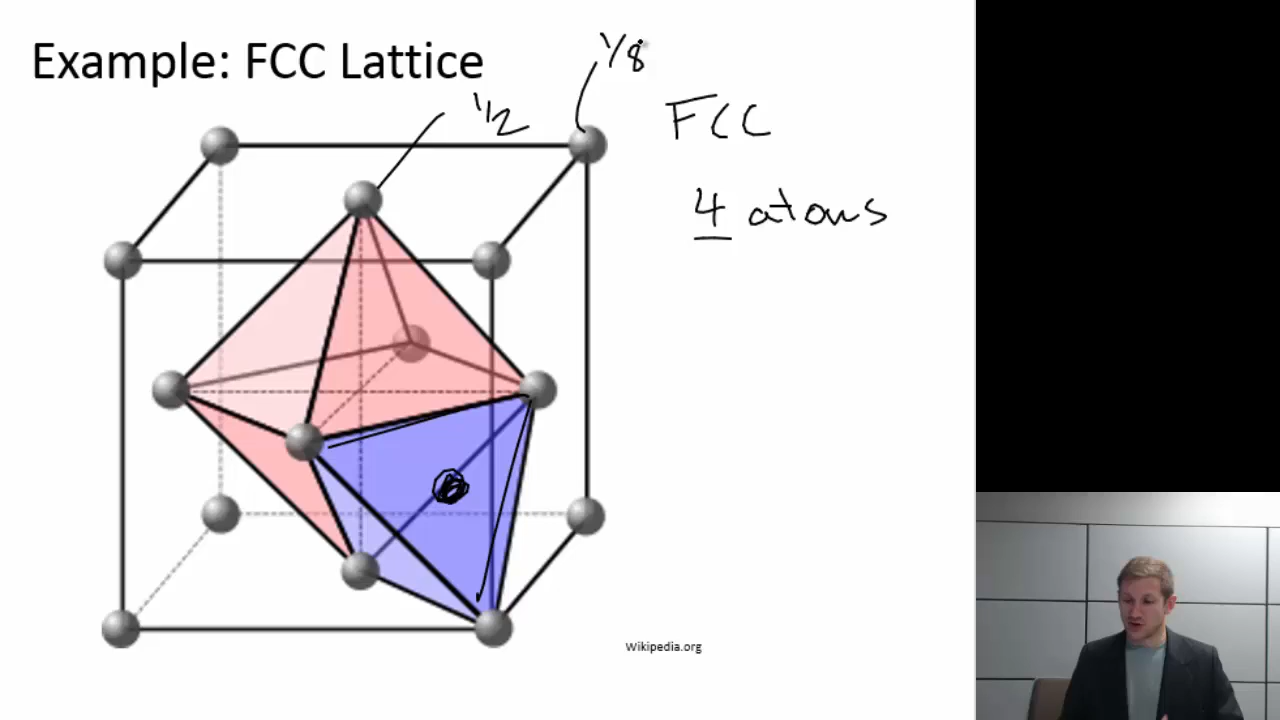 Example: FCC Lattice
1/8
1/2
FCC
4 atoms
Wikipedia.org